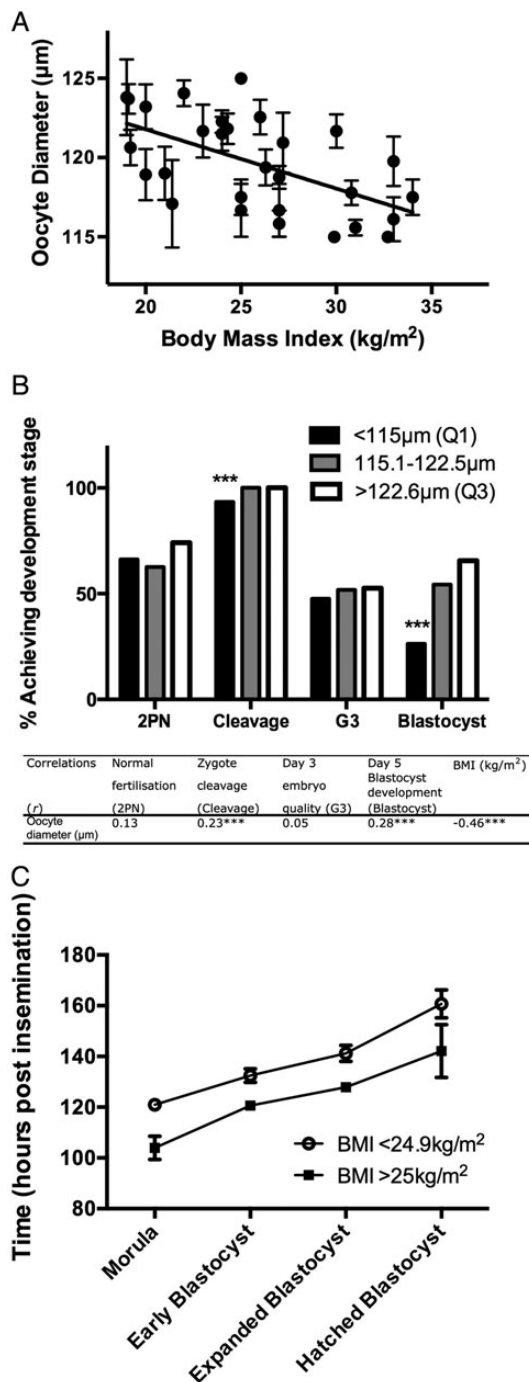 A
Oocyte Diameter (µm)
125
120
115
20 25 30 35
Body Mass Index (kg/m²)
B
% Achieving development stage
<115µm (Q1)
115.1-122.5µm
>122.6µm (Q3)
100
50
0
***
***
2PN Cleavage G3 Blastocyst
Correlations Normal Zygote Day 3 Day 5 BMI (kg/m²)
fertilisation cleavage embryo Blastocyst development
(r) (2PN) (Cleavage) quality (G3) (Blastocyst)
Oocyte diameter (µm) 0.13 0.23*** 0.05 0.28*** -0.46***
C
Time (hours post insemination)
180
160
140
120
100
80
BMI <24.9kg/m²
BMI >25kg/m²
Morula
Early Blastocyst
Expanded Blastocyst
Hatched Blastocyst